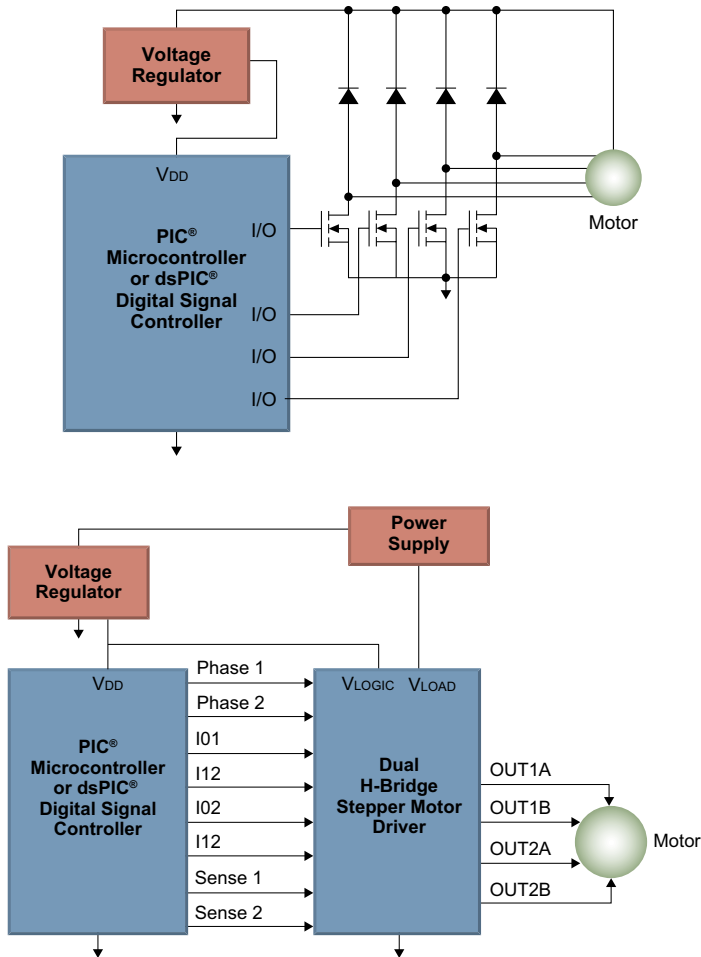 Voltage
Regulator
VDD
PIC®
Microcontroller
or dsPIC®
Digital Signal
Controller
I/O
I/O
I/O
I/O
Motor
Power
Supply
Voltage
Regulator
VDD
PIC®
Microcontroller
or dsPIC®
Digital Signal
Controller
Phase 1
Phase 2
I01
I12
I02
I12
Sense 1
Sense 2
VLOGIC VLOAD
Dual
H-Bridge
Stepper Motor
Driver
OUT1A
OUT1B
OUT2A
OUT2B
Motor